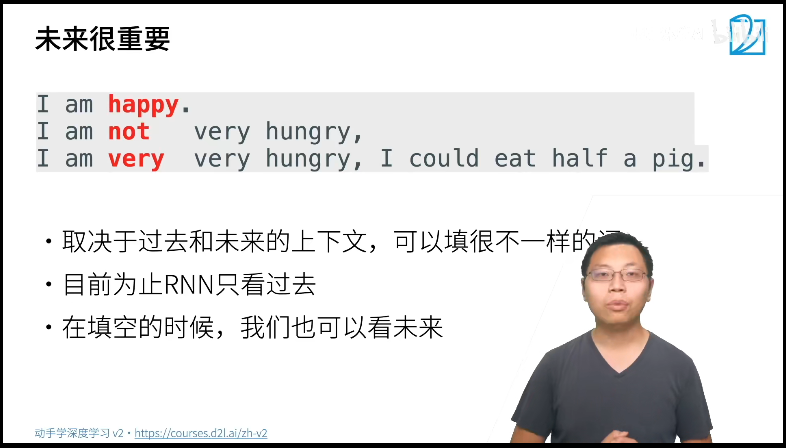 未来很重要
I am happy.
I am not very hungry,
I am very very hungry, I could eat half a pig.
• 取决于过去和未来的上下文，可以填很不一样的词
• 目前为止RNN只看过去
• 在填空的时候，我们也可以看未来
动手学深度学习 v2 • https://courses.d2l.ai/zh-v2